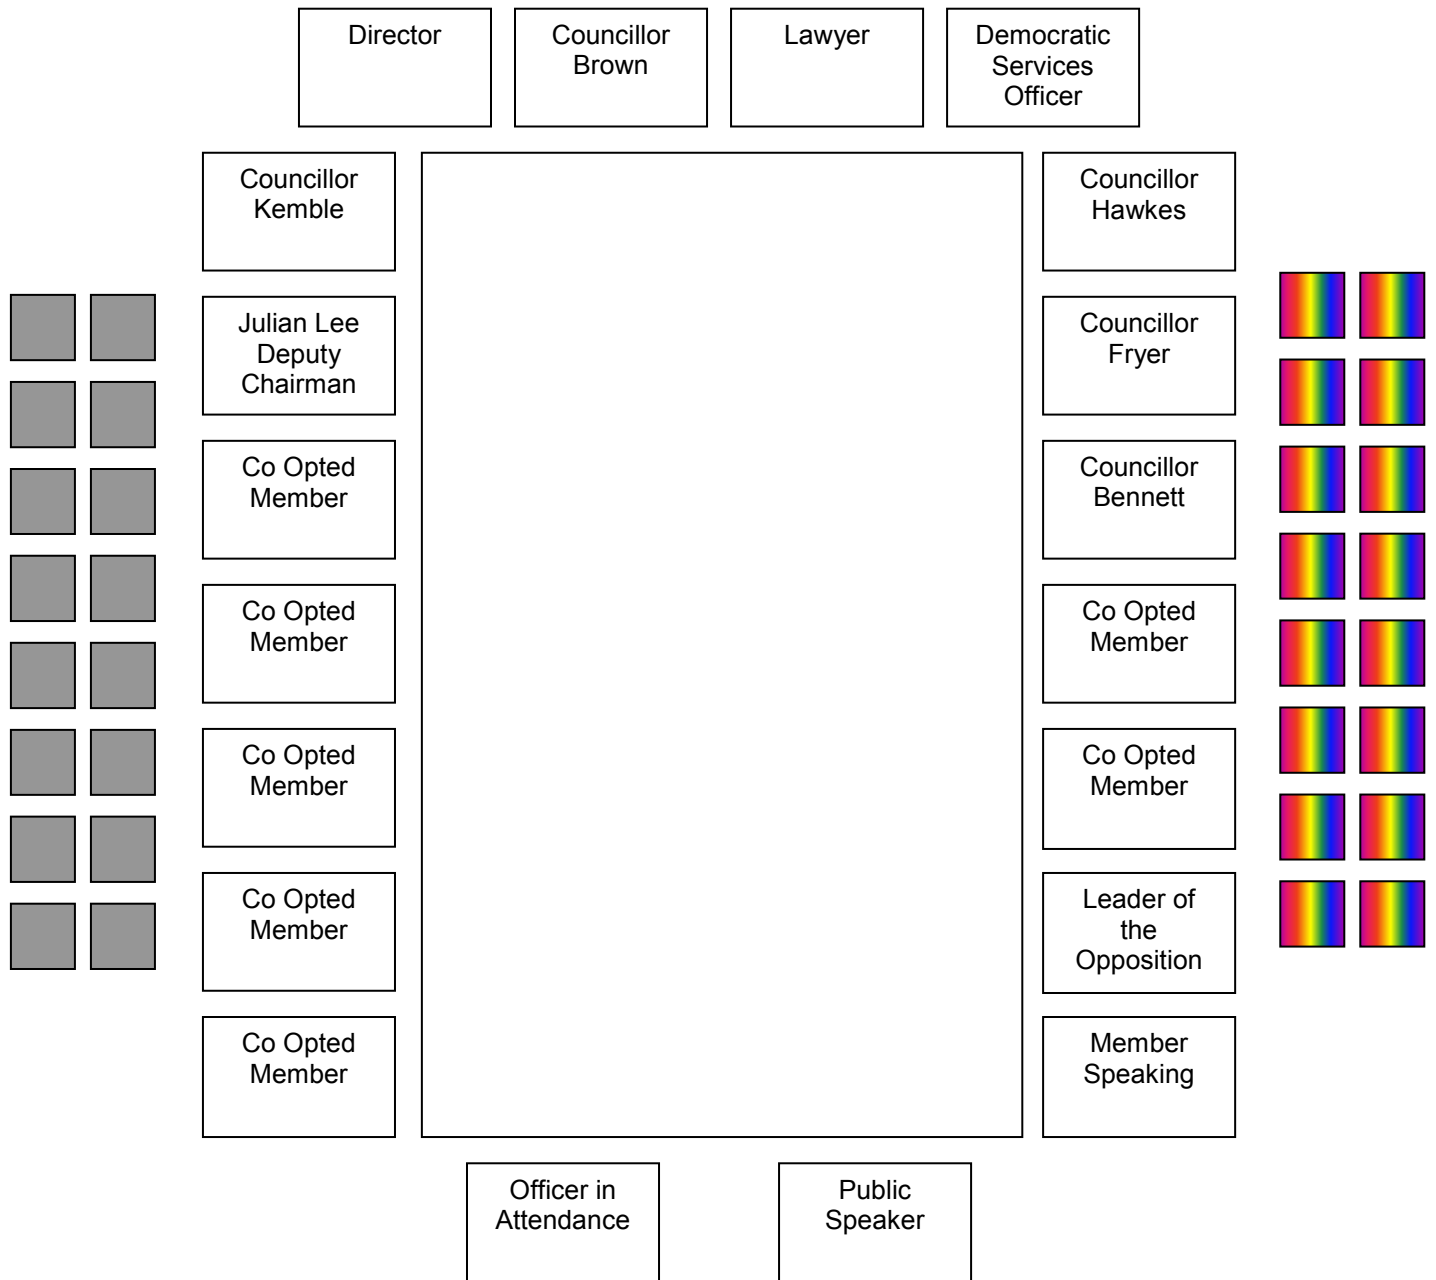 Director
Councillor
Brown
Lawyer
Democratic
Services
Officer
Councillor
Kemble
Councillor
Hawkes
Julian Lee
Deputy
Chairman
Councillor
Fryer
Co Opted
Member
Councillor
Bennett
Co Opted
Member
Co Opted
Member
Co Opted
Member
Co Opted
Member
Co Opted
Member
Leader of
the
Opposition
Co Opted
Member
Member
Speaking
Officer in
Attendance
Public
Speaker